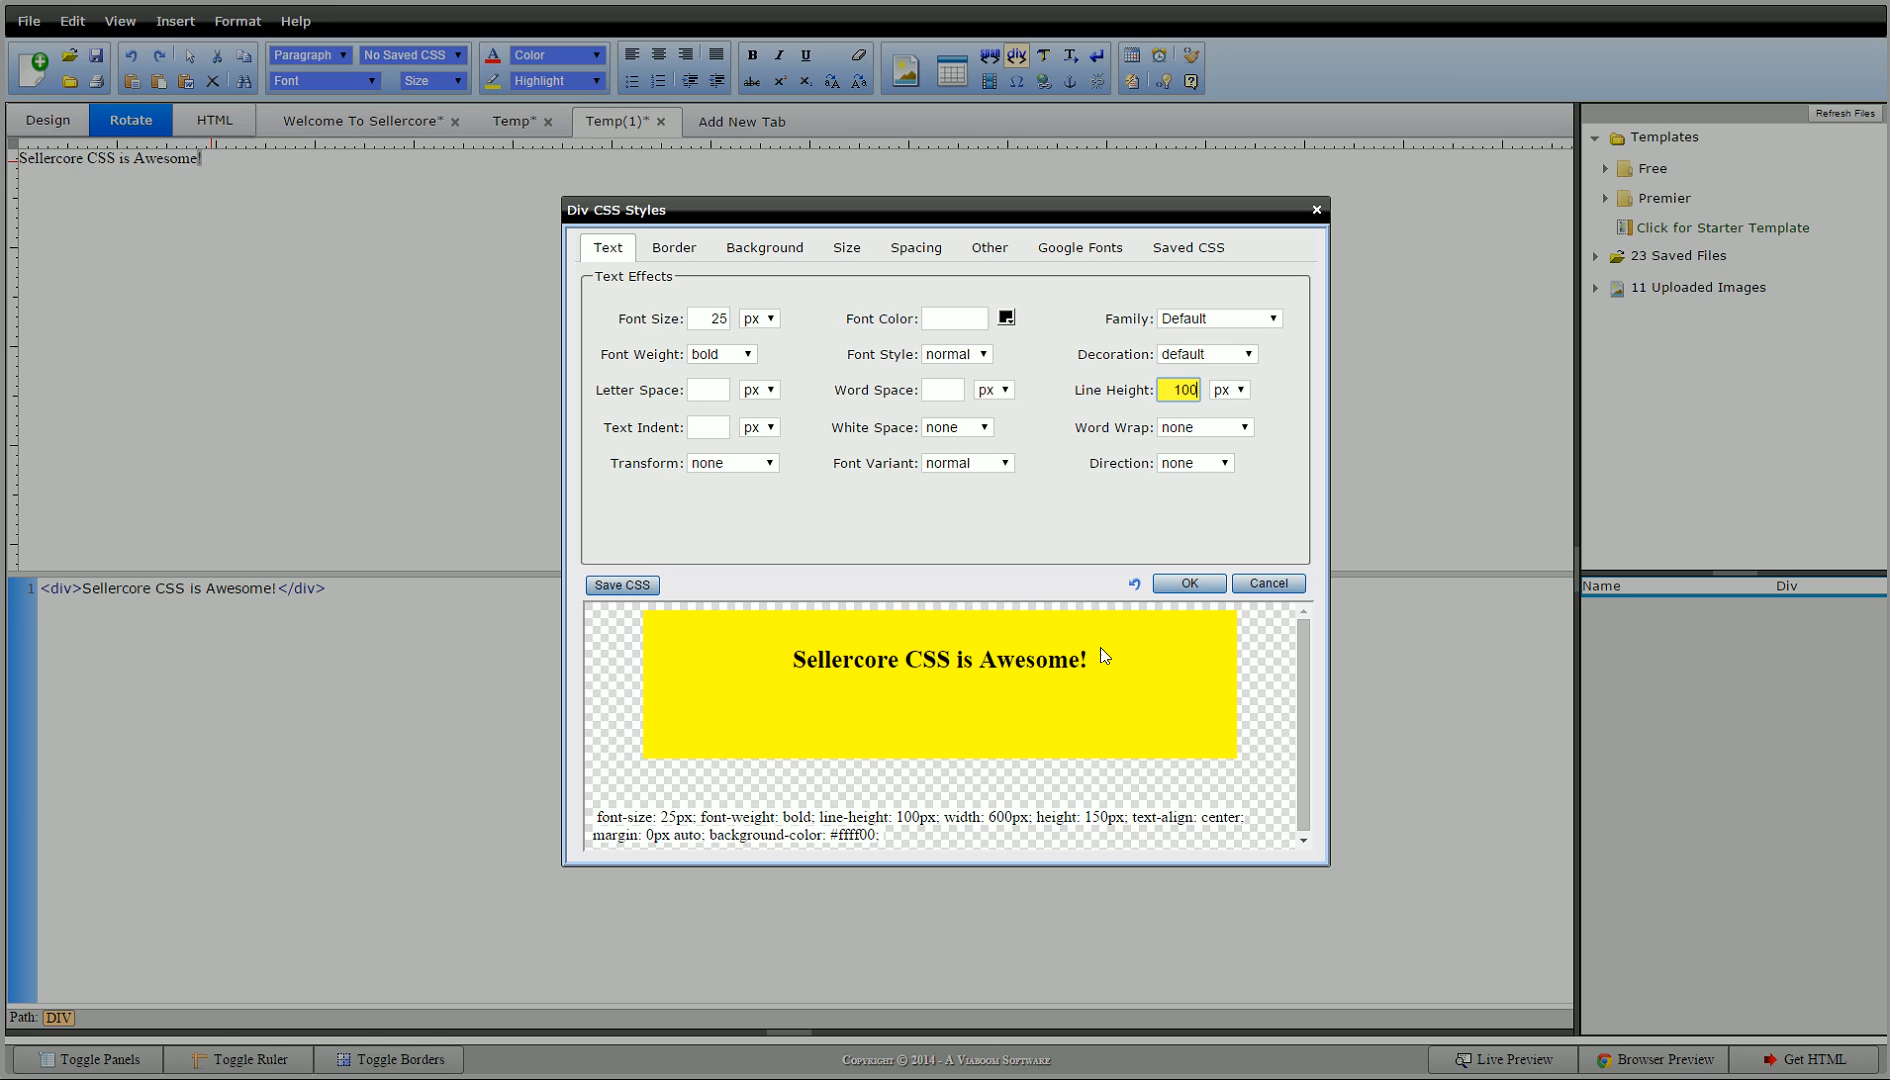 File Edit View Insert Format Help
Paragraph No Saved CSS Color
Font Size Highlight
Design Rotate HTML Welcome To Sellercore* Temp* Temp(1)* Add New Tab
Refresh Files
Sellercore CSS is Awesome!
Templates
Free
Premier
Click for Starter Template
23 Saved Files
11 Uploaded Images
Div CSS Styles
Text Border Background Size Spacing Other Google Fonts Saved CSS
Text Effects
Font Size: 25 px Font Color: Family: Default
Font Weight: bold Font Style: normal Decoration: default
Letter Space: px Word Space: px Line Height: 100 px
Text Indent: px White Space: none Word Wrap: none
Transform: none Font Variant: normal Direction: none
Save CSS OK Cancel
1 <div>Sellercore CSS is Awesome!</div>
Name Div
Sellercore CSS is Awesome!
font-size: 25px; font-weight: bold; line-height: 100px; width: 600px; height: 150px; text-align: center;
margin: 0px auto; background-color: #ffff00;
Path: DIV
Toggle Panels Toggle Ruler Toggle Borders Copyright © 2014 - A Viaboom Software Live Preview Browser Preview Get HTML